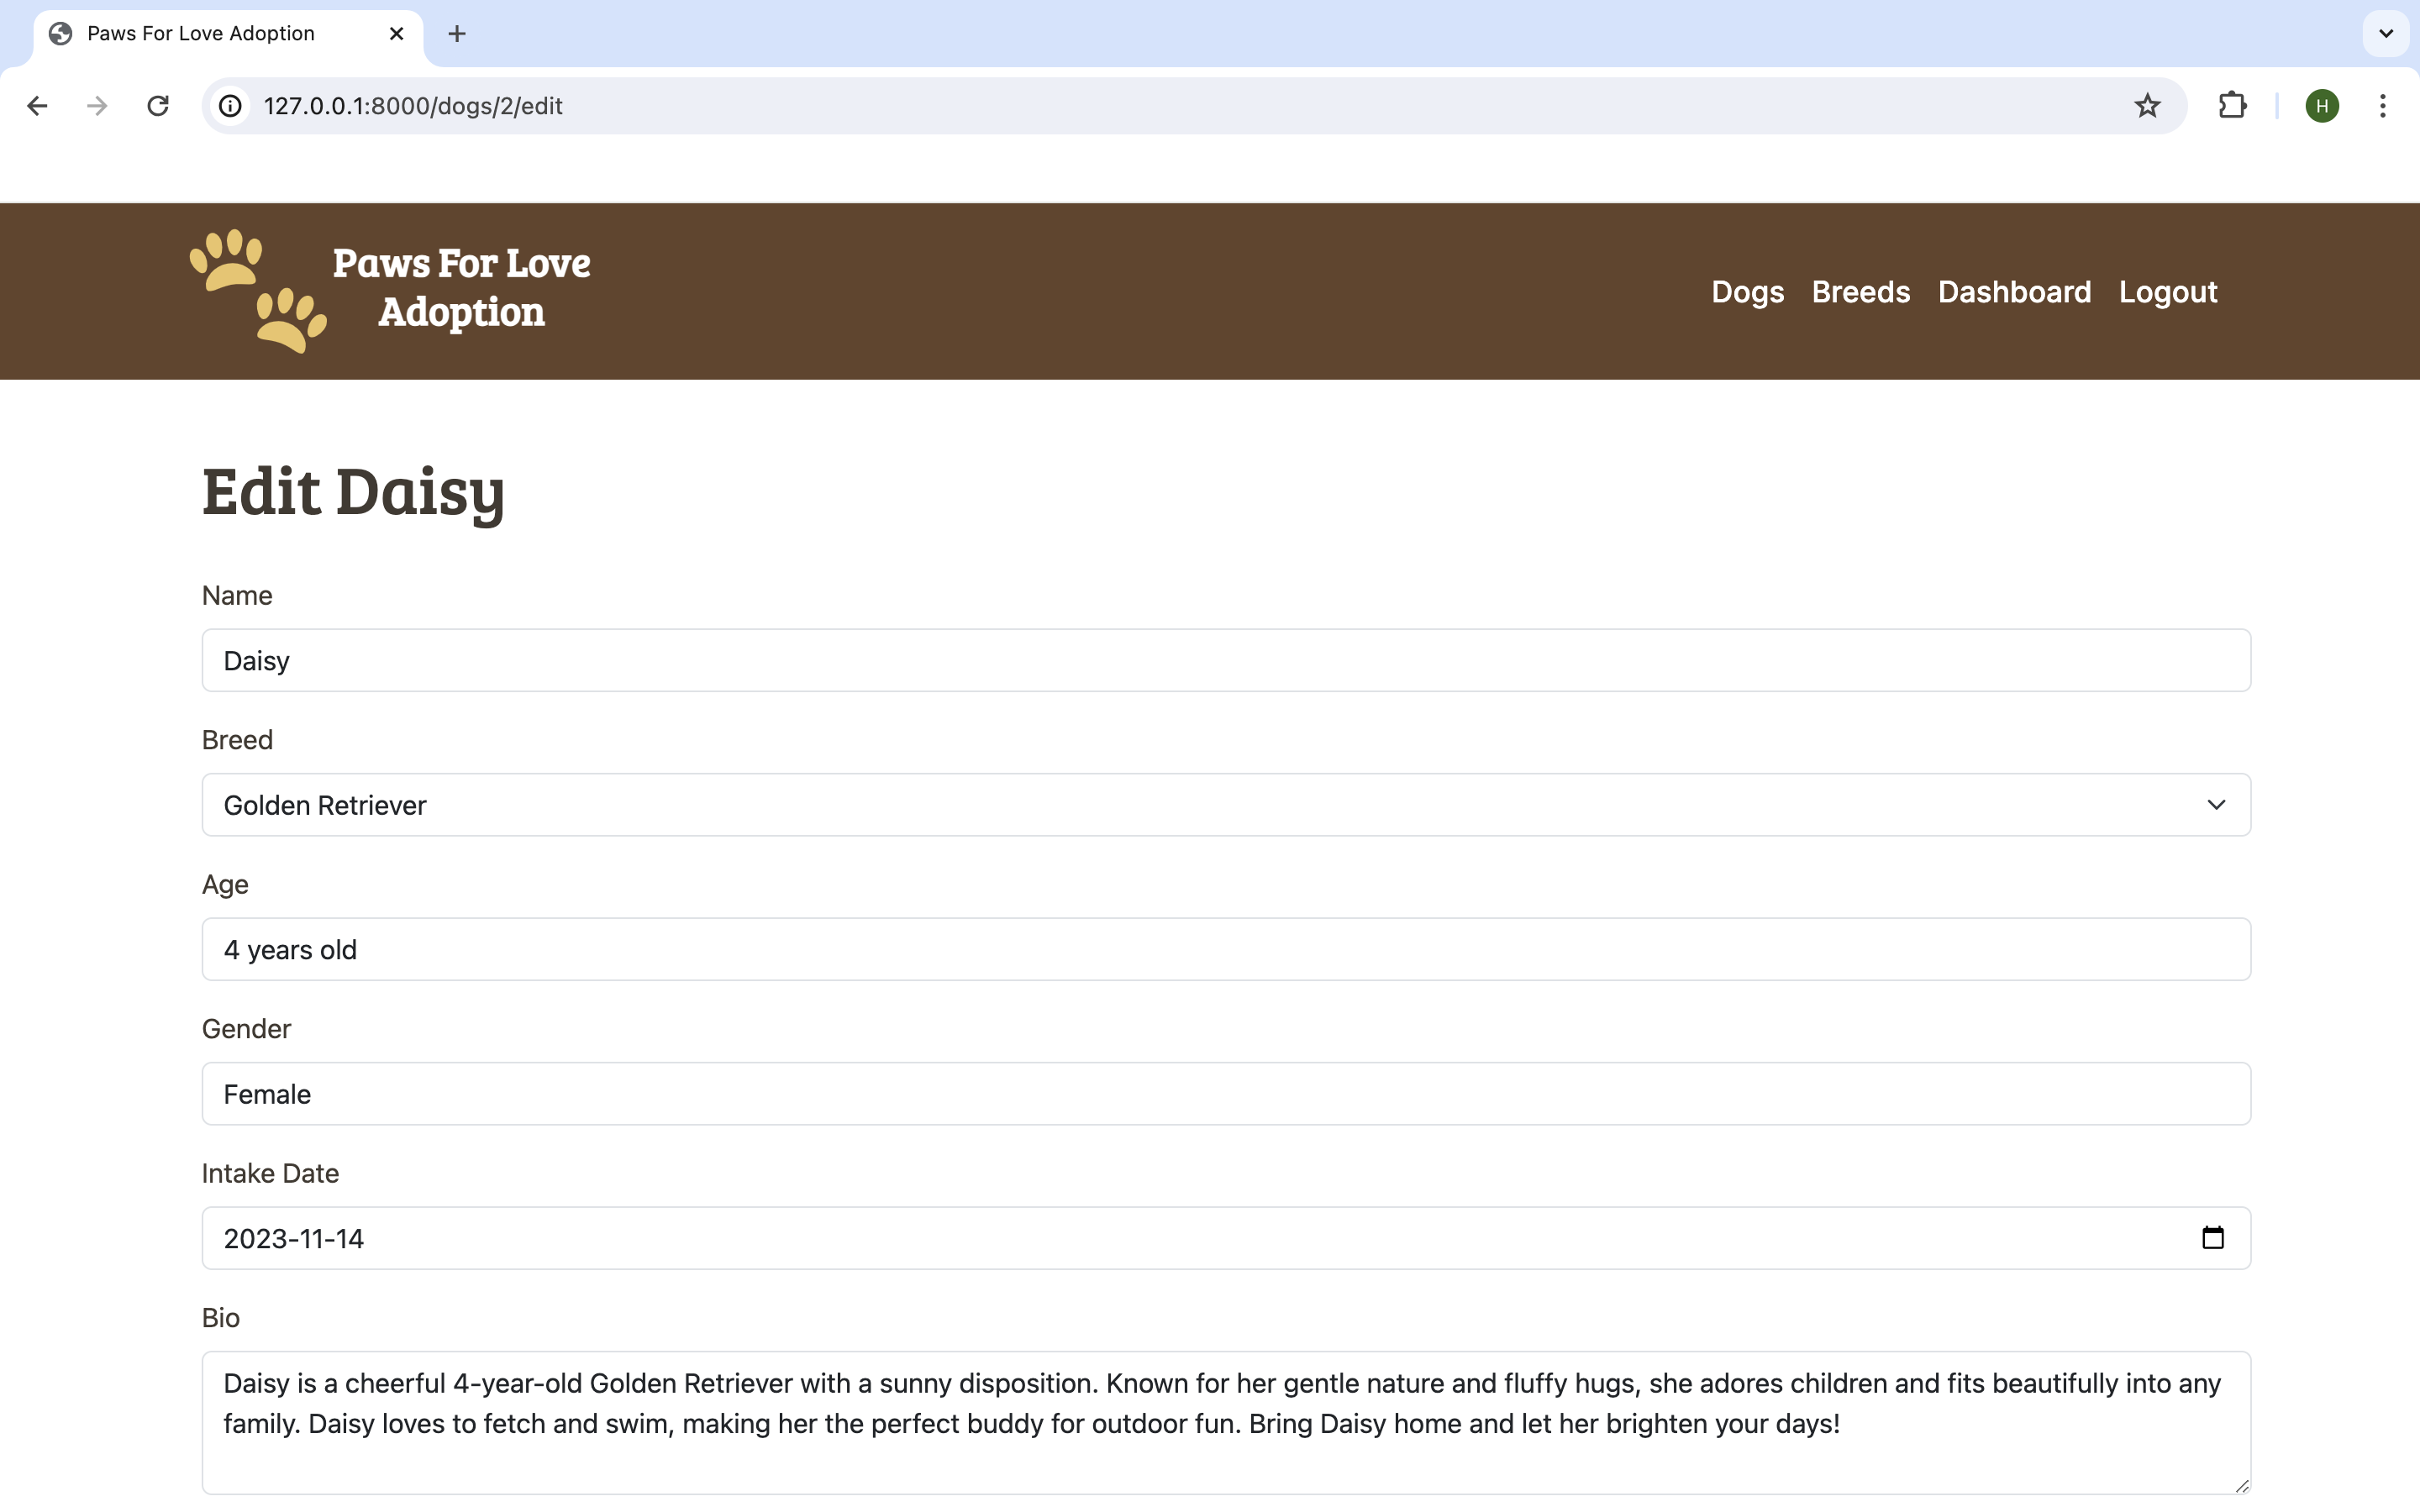 Paws For Love Adoption
127.0.0.1:8000/dogs/2/edit
H
Paws For Love
Adoption
Dogs Breeds Dashboard Logout
Edit Daisy
Name
Daisy
Breed
Golden Retriever
Age
4 years old
Gender
Female
Intake Date
2023-11-14
Bio
Daisy is a cheerful 4-year-old Golden Retriever with a sunny disposition. Known for her gentle nature and fluffy hugs, she adores children and fits beautifully into any
family. Daisy loves to fetch and swim, making her the perfect buddy for outdoor fun. Bring Daisy home and let her brighten your days!